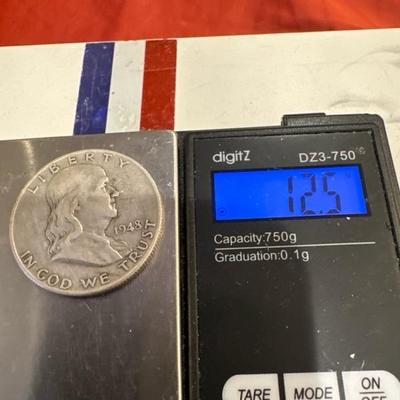 LIBERTY
1948
IN GOD WE TRUST
digitZ DZ3-750
12.5
Capacity:750g
Graduation:0.1g
TARE MODE ON
OFF